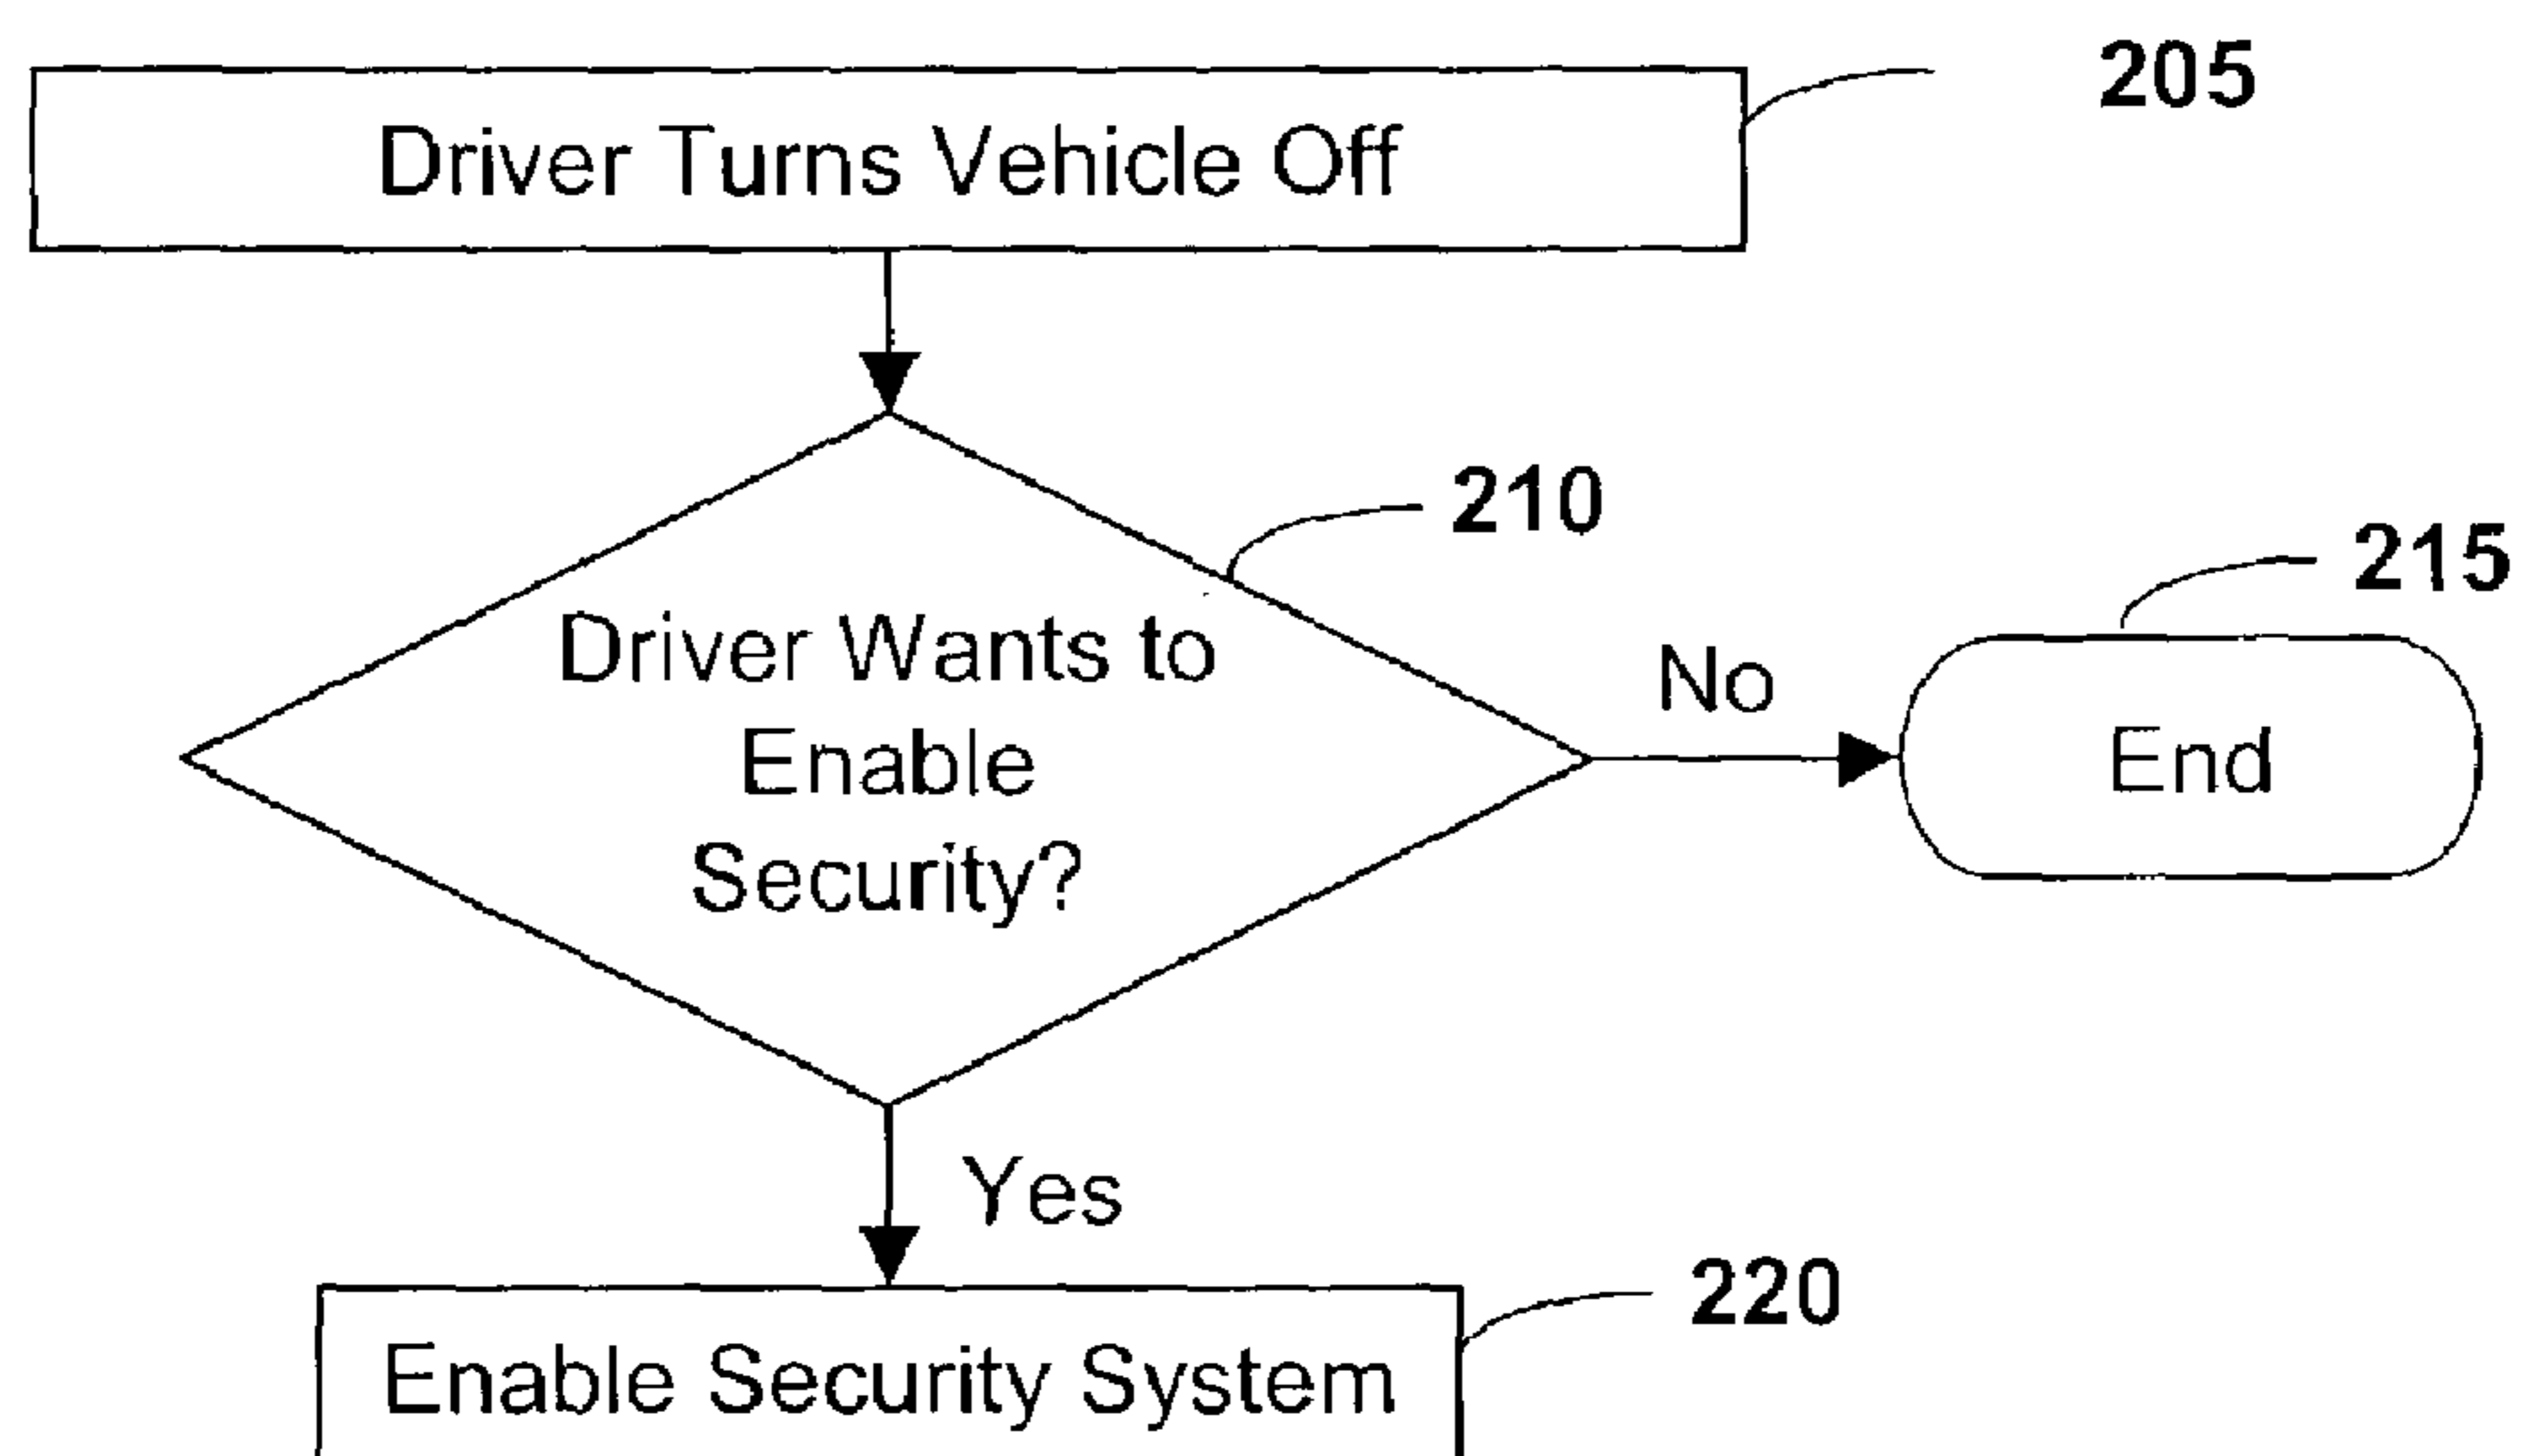 205
Driver Turns Vehicle Off
210
215
Driver Wants to
Enable
Security?
No
End
Yes
220
Enable Security System